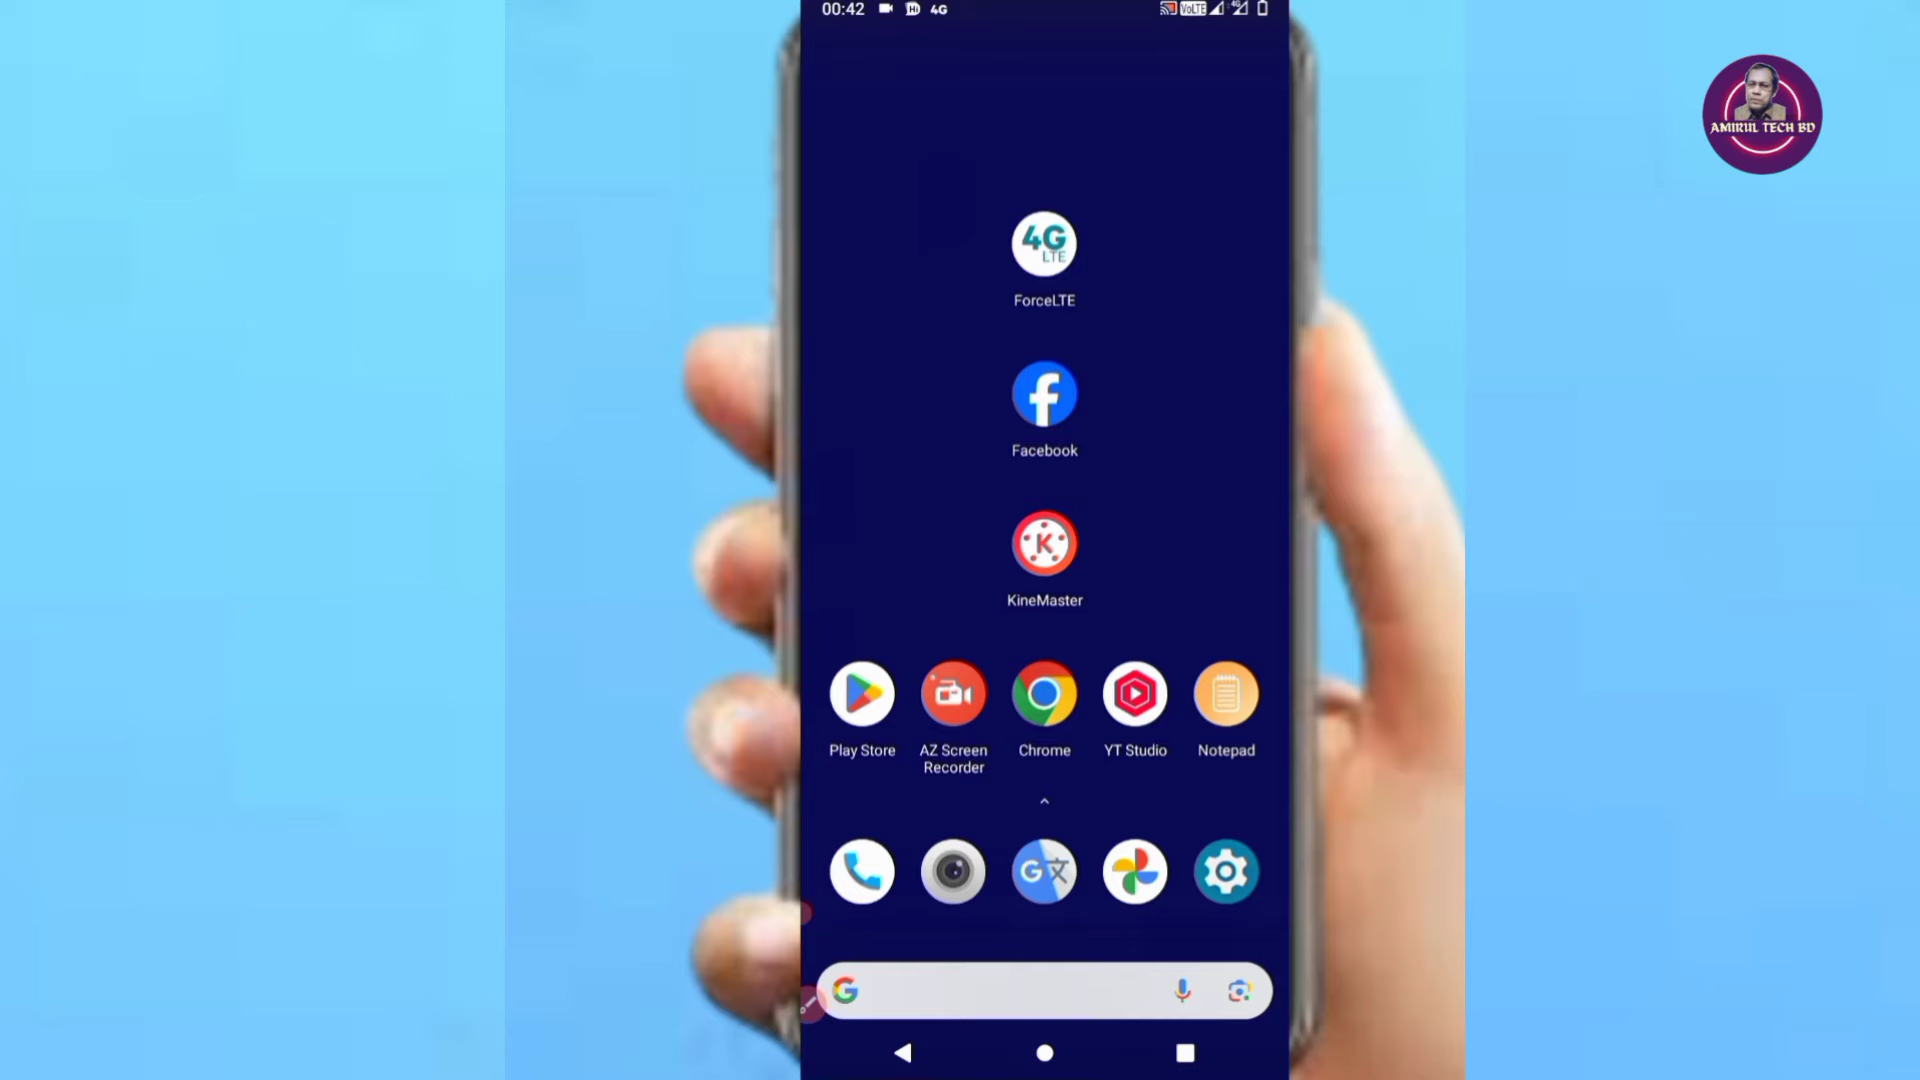 00:42
4G
VoLTE
4G
AMIRUL TECH BD
4G
LTE
ForceLTE
Facebook
KineMaster
Play Store
AZ Screen
Recorder
Chrome
YT Studio
Notepad